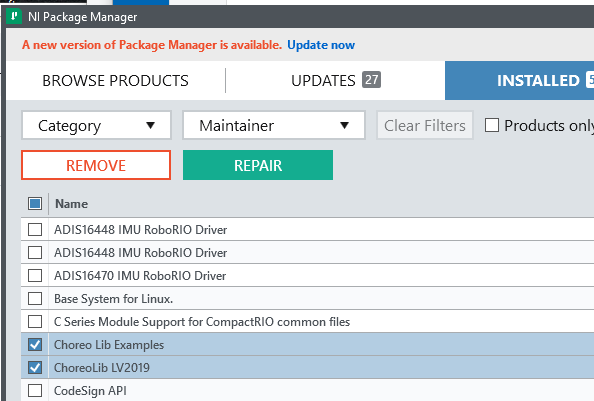 NI Package Manager
A new version of Package Manager is available. Update now
BROWSE PRODUCTS UPDATES 27 INSTALLED
Category Maintainer Clear Filters Products only
REMOVE REPAIR
Name
ADIS16448 IMU RoboRIO Driver
ADIS16448 IMU RoboRIO Driver
ADIS16470 IMU RoboRIO Driver
Base System for Linux.
C Series Module Support for CompactRIO common files
Choreo Lib Examples
ChoreoLib LV2019
CodeSign API